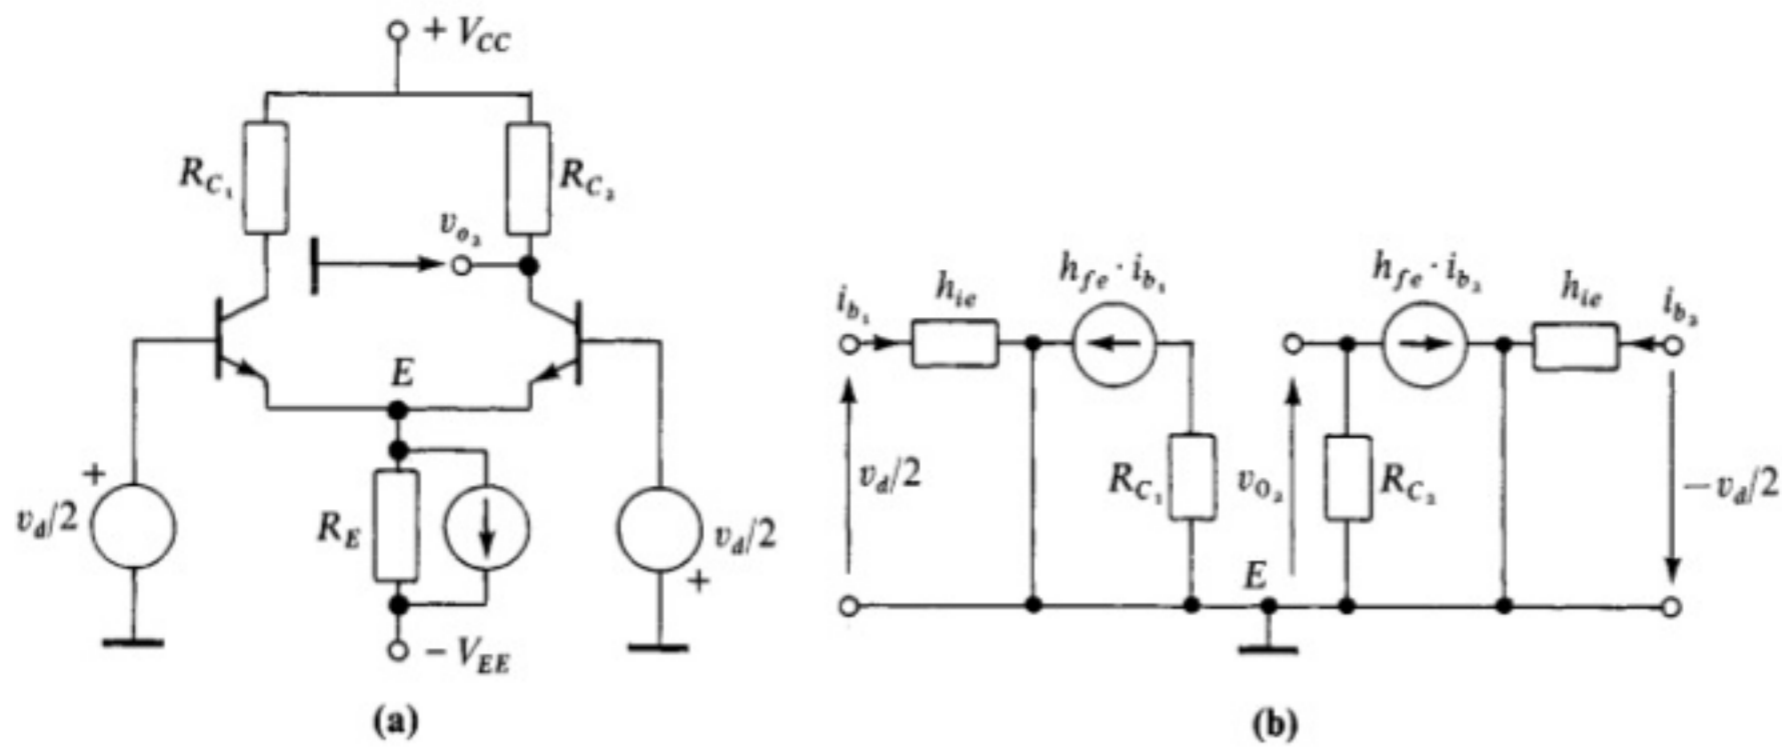 + V_CC
R_C₁
R_C₂
v_o₂
E
+
v_d/2
R_E
v_d/2
+
− V_EE
(a)
i_b₁
h_ie
h_fe · i_b₁
h_fe · i_b₂
h_ie
i_b₂
v_d/2
R_C₁
v_O₂
R_C₂
− v_d/2
E
(b)